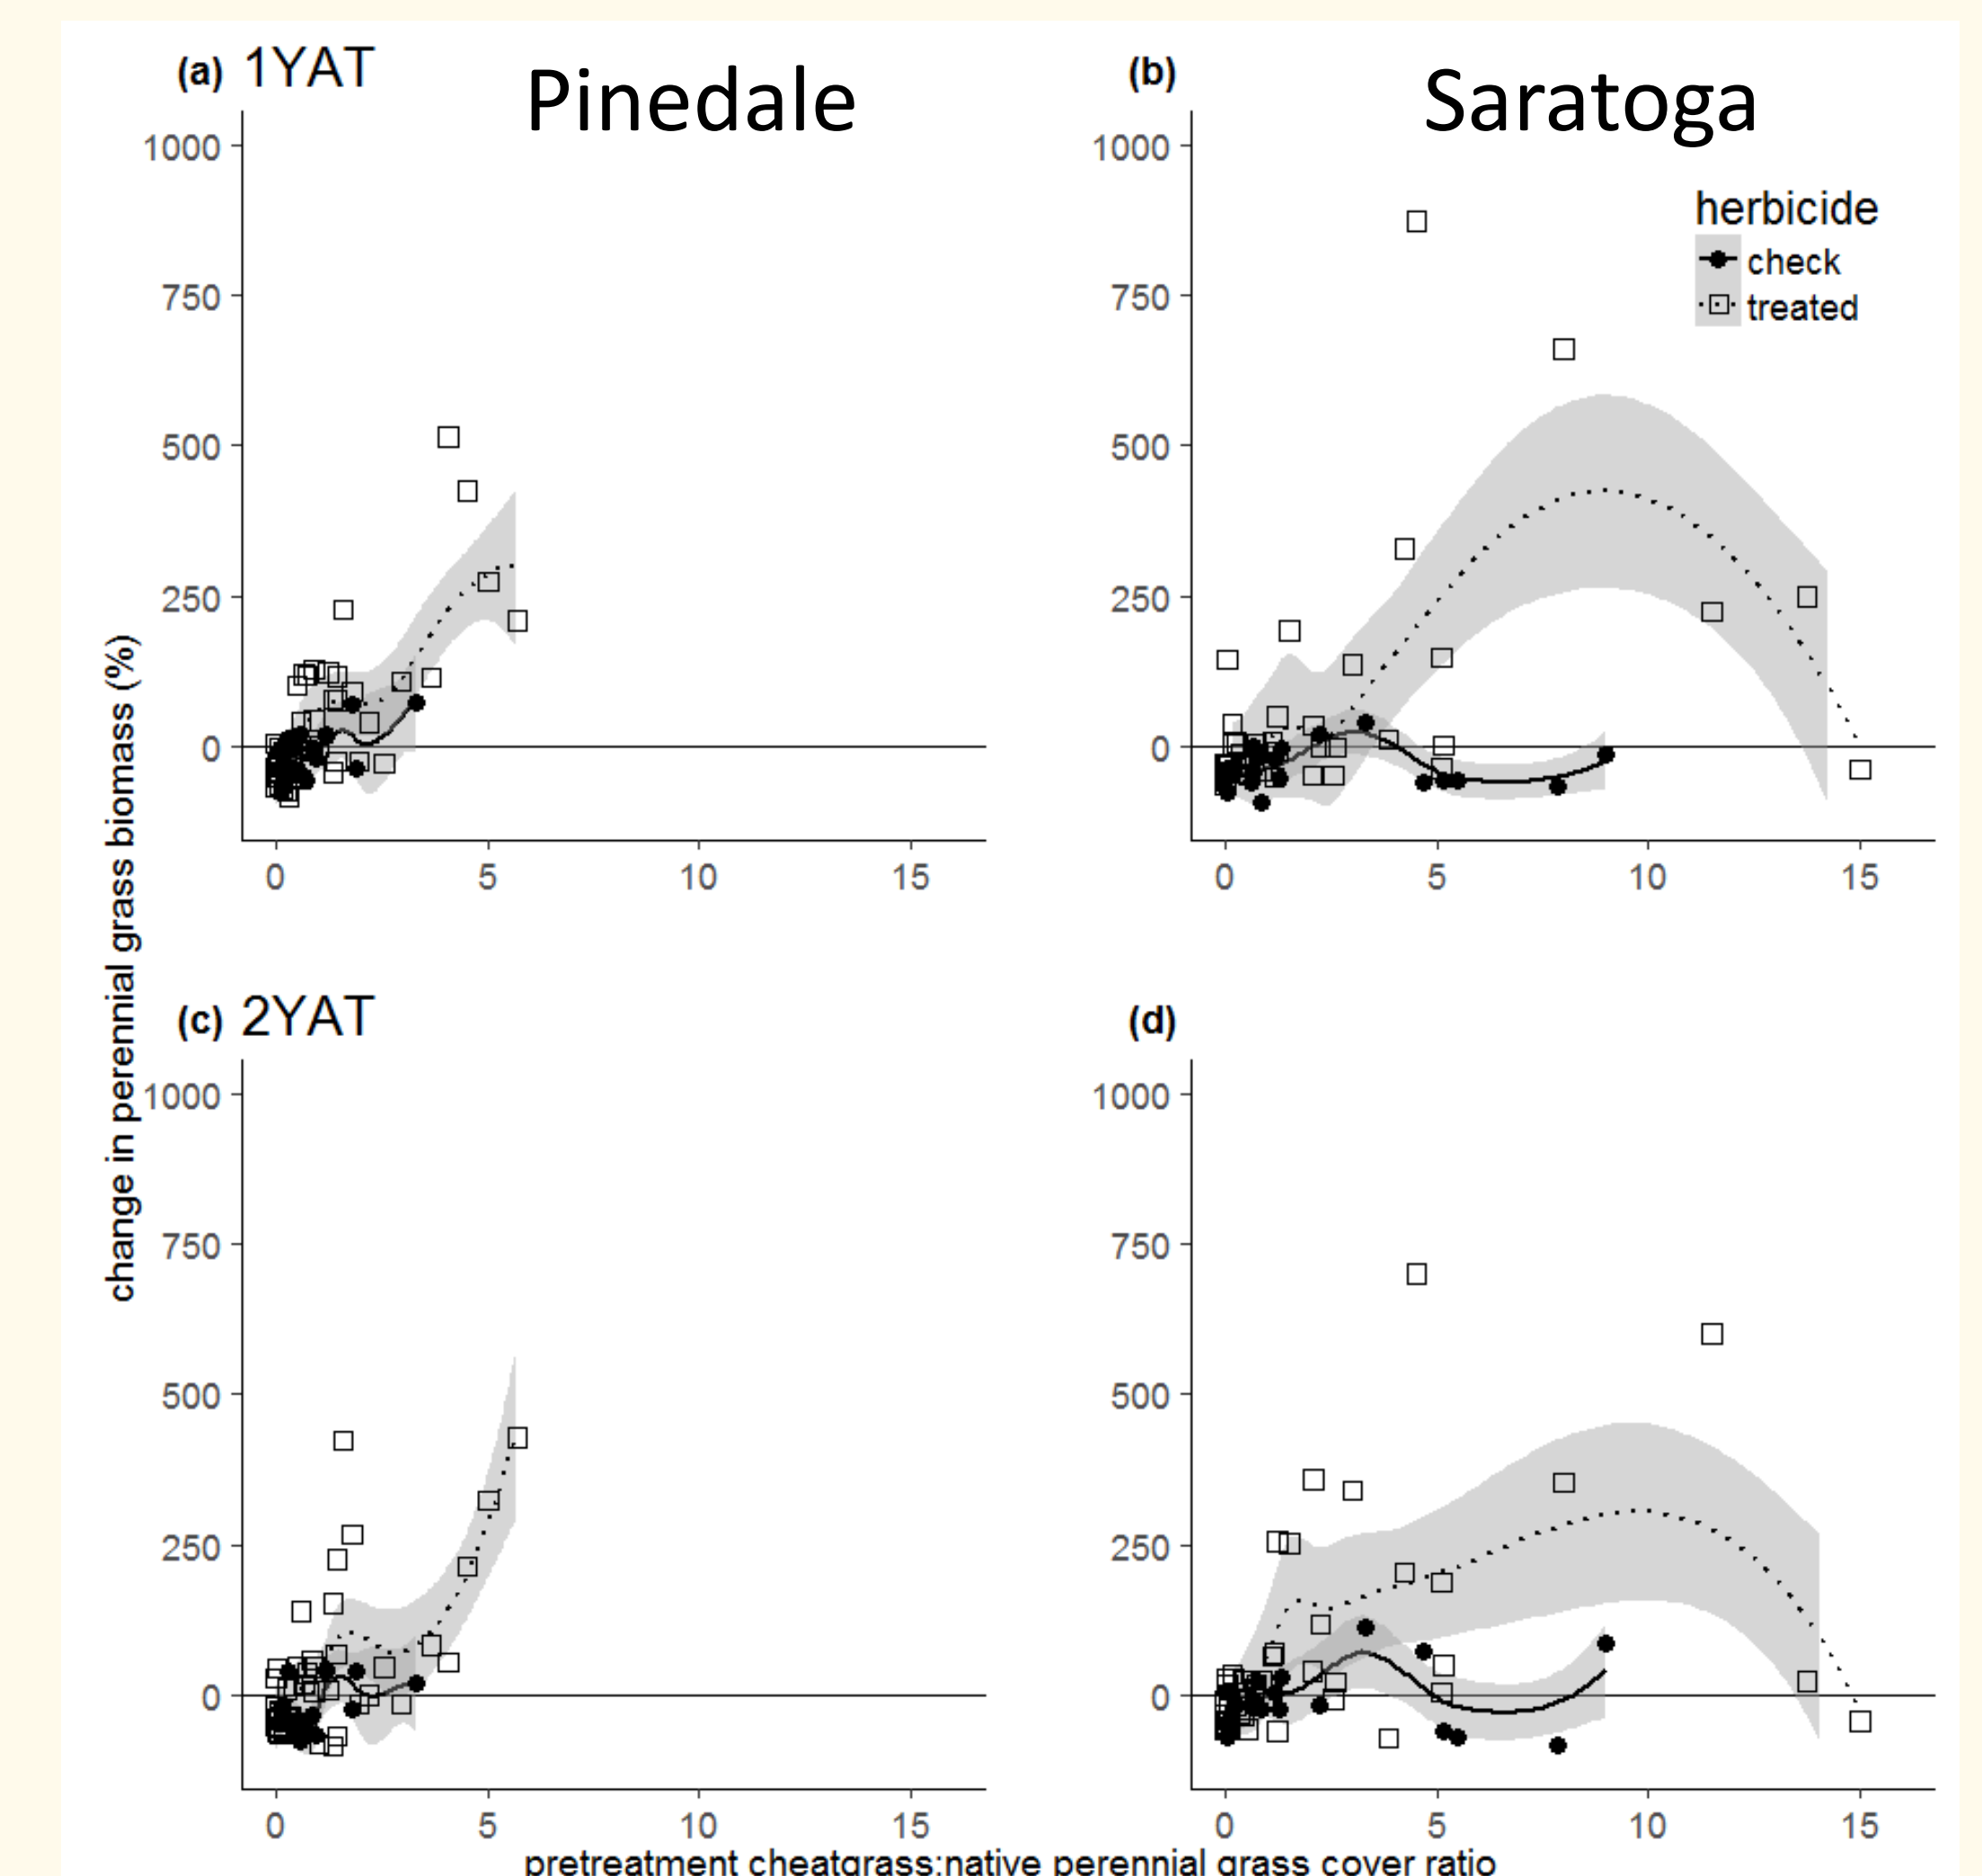 (a) 1YAT Pinedale
(b) Saratoga
1000
750
500
250
0
0 5 10 15
1000
750
500
250
0
0 5 10 15
herbicide
check
treated
change in perennial grass biomass (%)
(c) 2YAT
(d)
1000
750
500
250
0
0 5 10 15
1000
750
500
250
0
0 5 10 15
pretreatment cheatgrass:native perennial grass cover ratio